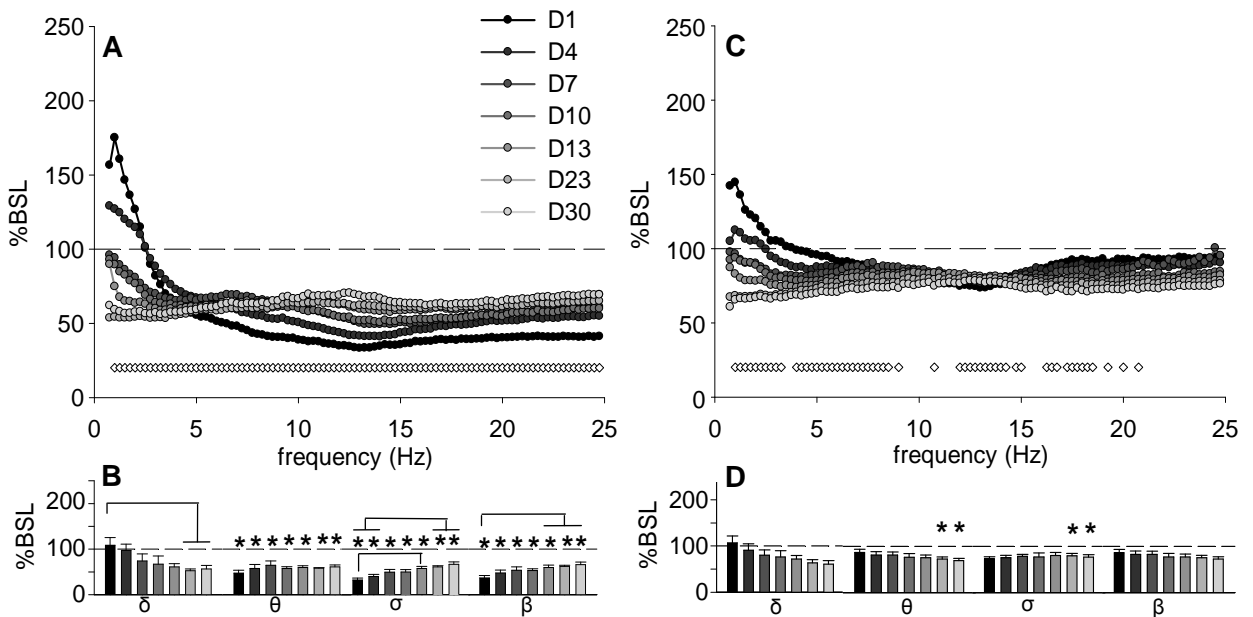 A
%BSL
250
200
150
100
50
0
0 5 10 15 20 25
frequency (Hz)
D1
D4
D7
D10
D13
D23
D30
C
%BSL
250
200
150
100
50
0
0 5 10 15 20 25
frequency (Hz)
B
%BSL
200
100
0
* * * * * * *
* * * * * * *
* * * * * * *
δ θ σ β
D
%BSL
200
100
0
* *
* *
δ θ σ β